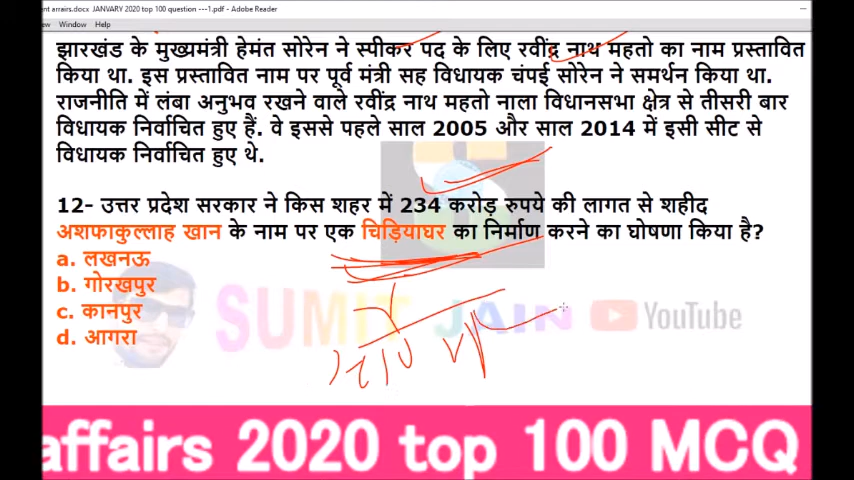 nt arrairs.docx JANVARY 2020 top 100 question ---1.pdf - Adobe Reader
View Window Help
झारखंड के मुख्यमंत्री हेमंत सोरेन ने स्पीकर पद के लिए रवींद्र नाथ महतो का नाम प्रस्तावित
किया था. इस प्रस्तावित नाम पर पूर्व मंत्री सह विधायक चंपई सोरेन ने समर्थन किया था.
राजनीति में लंबा अनुभव रखने वाले रवींद्र नाथ महतो नाला विधानसभा क्षेत्र से तीसरी बार
विधायक निर्वाचित हुए हैं. वे इससे पहले साल 2005 और साल 2014 में इसी सीट से
विधायक निर्वाचित हुए थे.
12- उत्तर प्रदेश सरकार ने किस शहर में 234 करोड़ रुपये की लागत से शहीद
अशफाकुल्लाह खान के नाम पर एक चिड़ियाघर का निर्माण करने का घोषणा किया है?
a. लखनऊ
b. गोरखपुर
c. कानपुर
d. आगरा
SUMIT JAIN YouTube
affairs 2020 top 100 MCQ